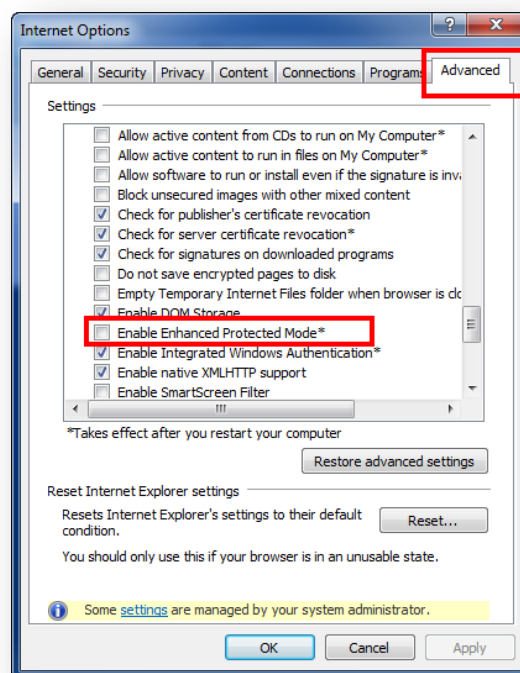 Internet Options
General Security Privacy Content Connections Programs Advanced
Settings
Allow active content from CDs to run on My Computer*
Allow active content to run in files on My Computer*
Allow software to run or install even if the signature is inva
Block unsecured images with other mixed content
Check for publisher's certificate revocation
Check for server certificate revocation*
Check for signatures on downloaded programs
Do not save encrypted pages to disk
Empty Temporary Internet Files folder when browser is clo
Enable DOM Storage
Enable Enhanced Protected Mode*
Enable Integrated Windows Authentication*
Enable native XMLHTTP support
Enable SmartScreen Filter
*Takes effect after you restart your computer
Restore advanced settings
Reset Internet Explorer settings
Resets Internet Explorer's settings to their default
condition.
Reset...
You should only use this if your browser is in an unusable state.
Some settings are managed by your system administrator.
OK Cancel Apply